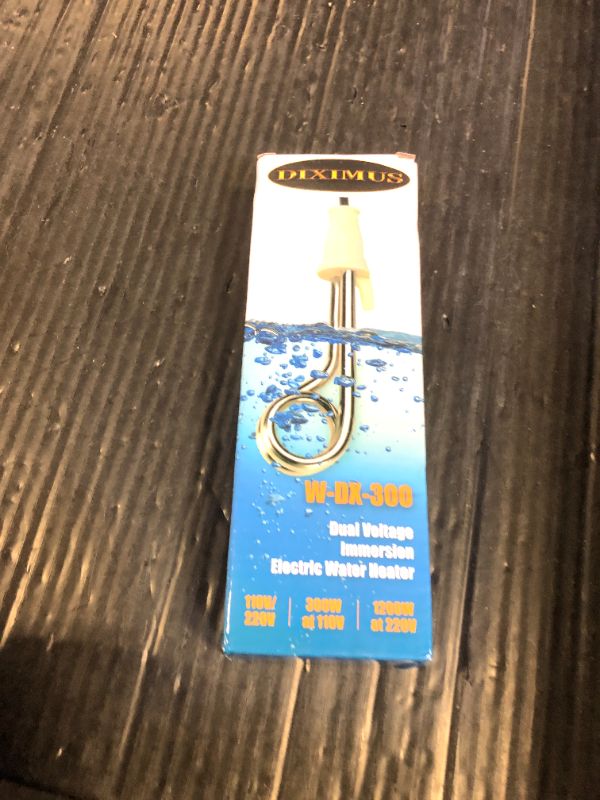 DIXIMUS
W-DX-300
Dual Voltage
Immersion
Electric Water Heater
110V/
220V
300W
at 110V
1200W
at 220V